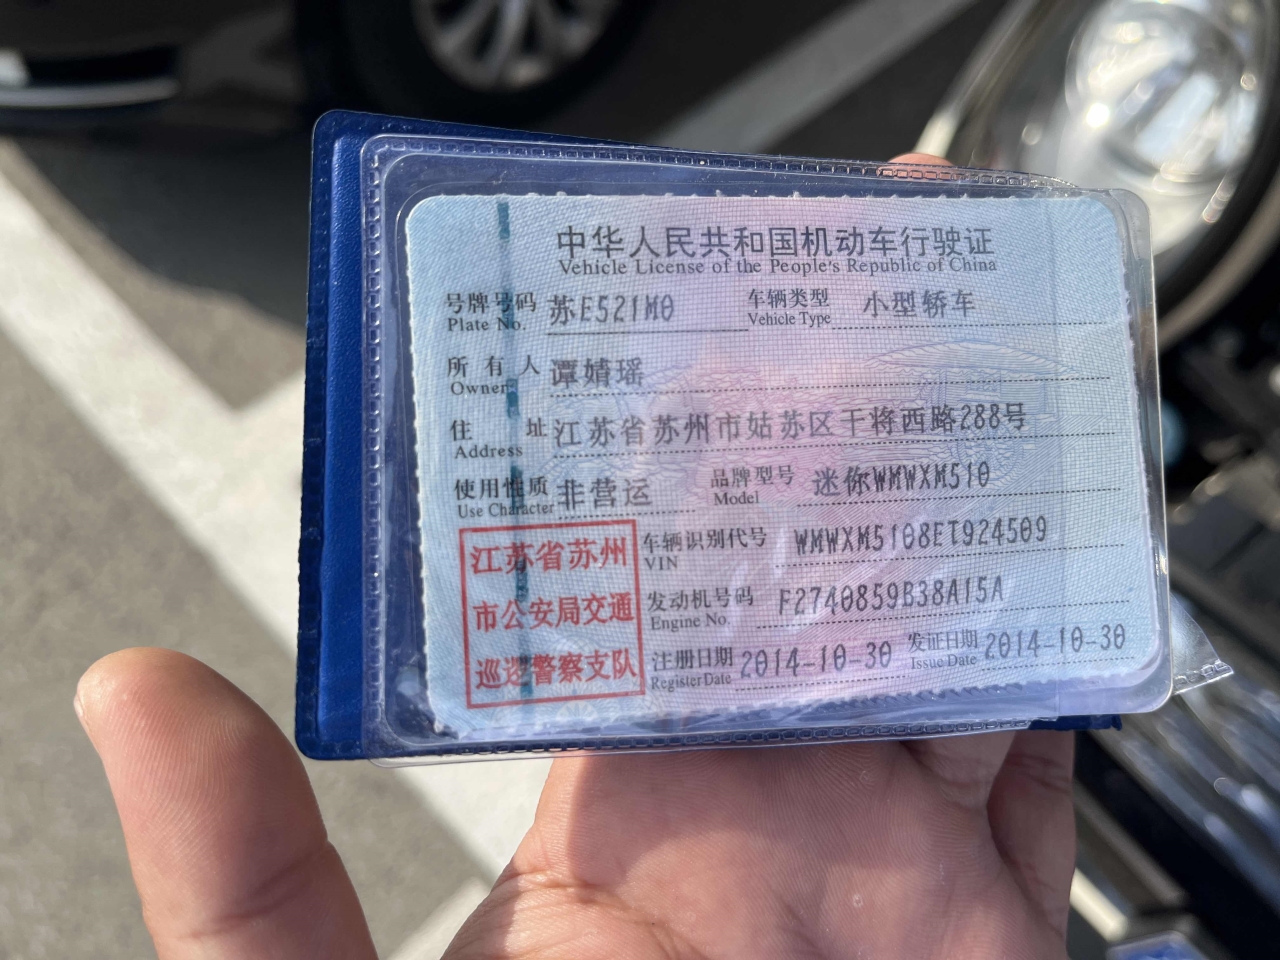 中华人民共和国机动车行驶证
Vehicle License of the People's Republic of China
号牌号码 苏E521M0 车辆类型 小型轿车
Plate No. Vehicle Type
所有人 谭婧瑶
Owner
住址 江苏省苏州市姑苏区干将西路288号
Address
使用性质 非营运 品牌型号 迷你WMWXM510
Use Character Model
江苏省苏州
市公安局交通
巡逻警察支队
车辆识别代号 WMWXM5108ET924509
VIN
发动机号码 F2740859B38A15A
Engine No.
注册日期 2014-10-30 发证日期 2014-10-30
Register Date Issue Date